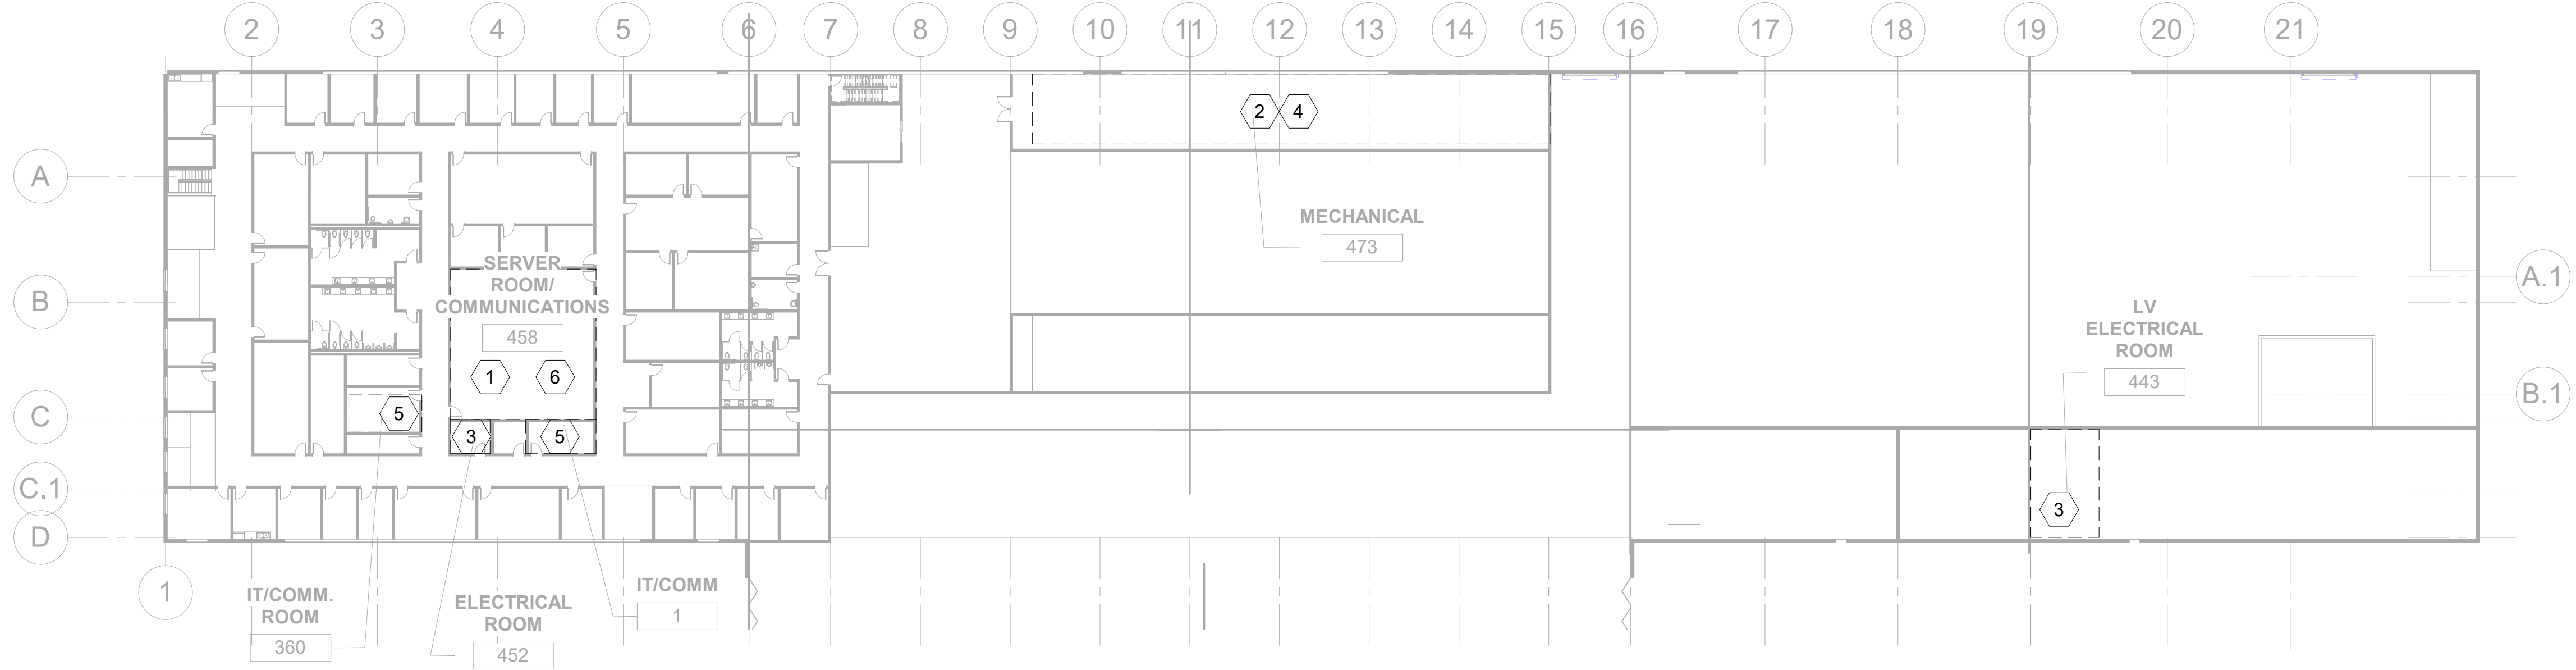 2
3
4
5
6
7
8
9
10
11
12
13
14
15
16
17
18
19
20
21
2
4
A
MECHANICAL
473
SERVER
ROOM/
COMMUNICATIONS
458
A.1
B
LV
ELECTRICAL
ROOM
443
1
6
B.1
5
C
3
5
C.1
3
D
1
IT/COMM.
ROOM
360
ELECTRICAL
ROOM
452
IT/COMM
1